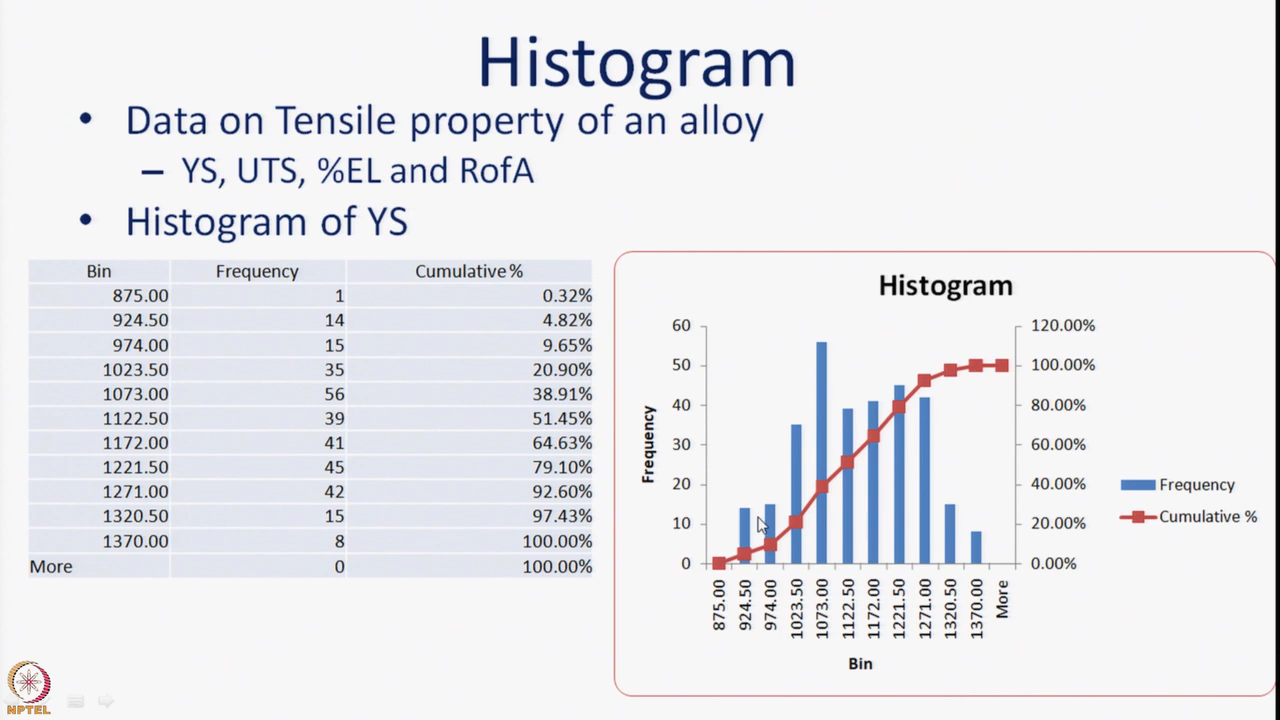 Histogram
• Data on Tensile property of an alloy
– YS, UTS, %EL and RofA
• Histogram of YS
Bin Frequency Cumulative %
875.00 1 0.32%
924.50 14 4.82%
974.00 15 9.65%
1023.50 35 20.90%
1073.00 56 38.91%
1122.50 39 51.45%
1172.00 41 64.63%
1221.50 45 79.10%
1271.00 42 92.60%
1320.50 15 97.43%
1370.00 8 100.00%
More 0 100.00%
Histogram
60 120.00%
50 100.00%
40 80.00%
30 60.00%
20 40.00%
10 20.00%
0 0.00%
Frequency
875.00 924.50 974.00 1023.50 1073.00 1122.50 1172.00 1221.50 1271.00 1320.50 1370.00 More
Bin
Frequency
Cumulative %
NPTEL